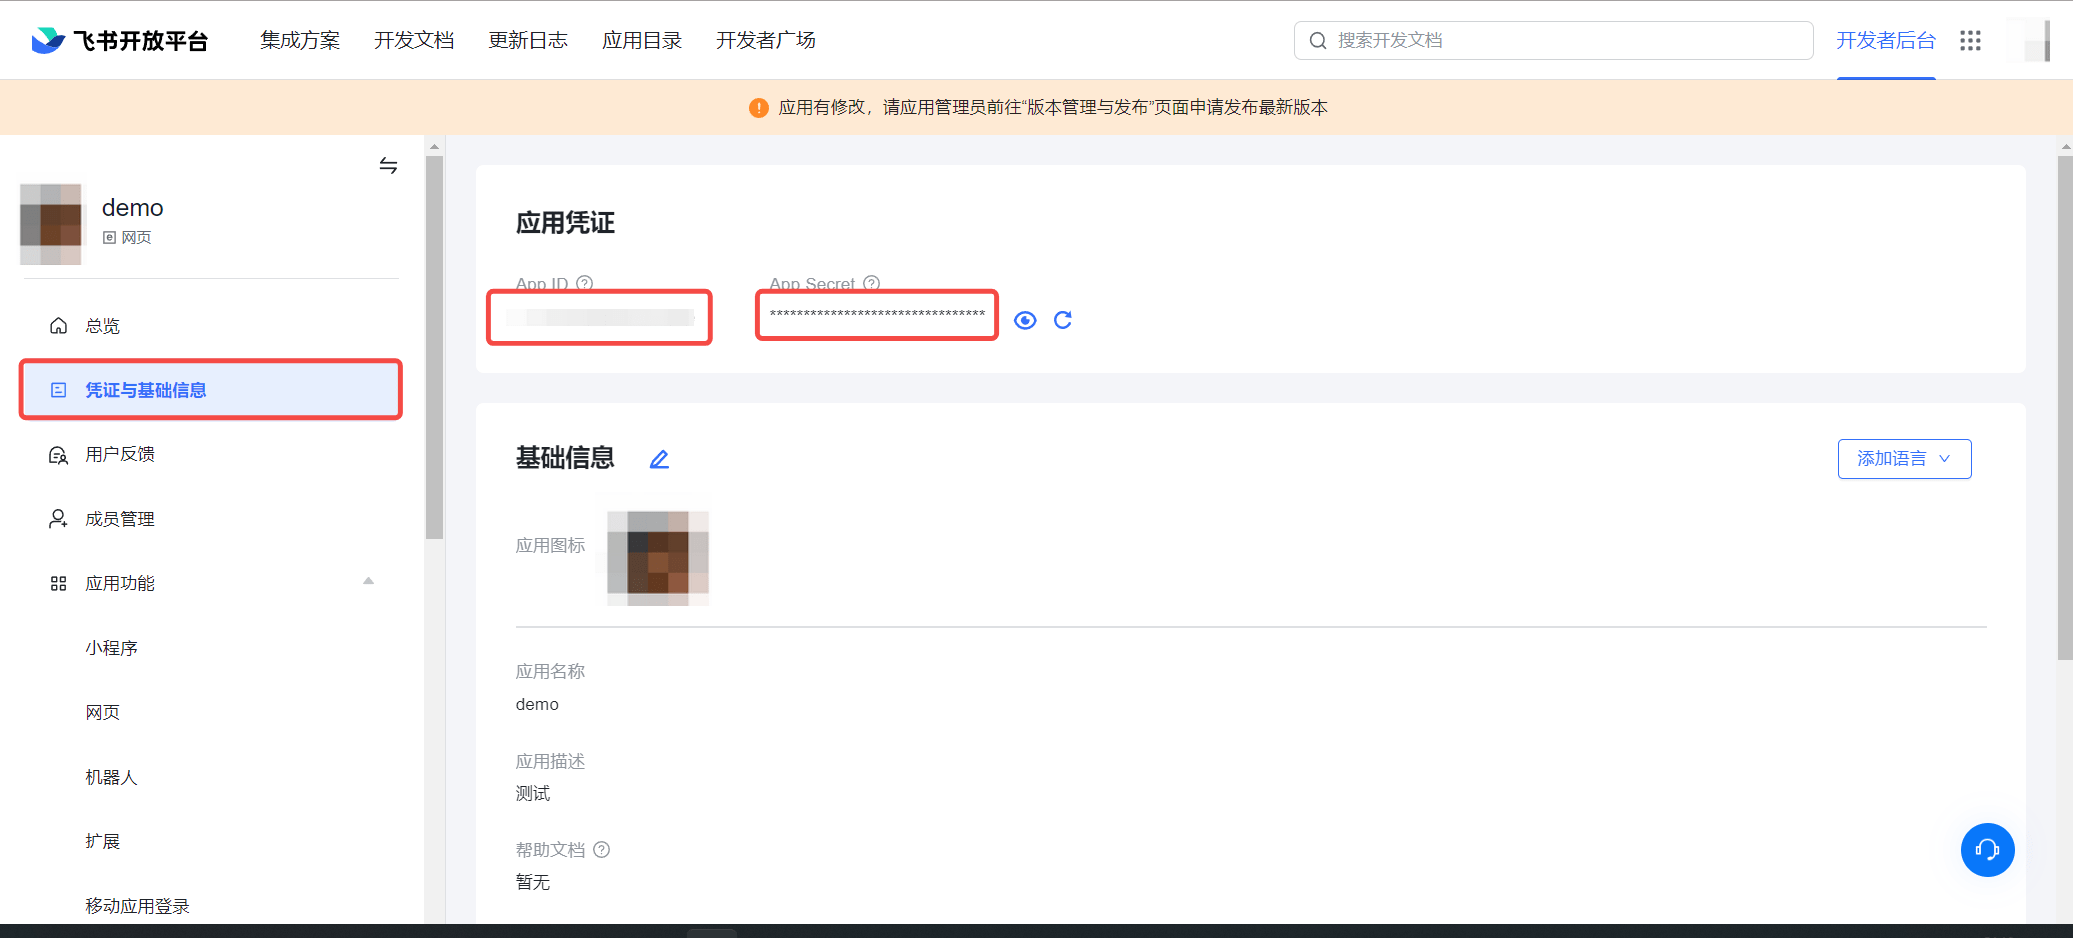 飞书开放平台
集成方案
开发文档
更新日志
应用目录
开发者广场
搜索开发文档
开发者后台
应用有修改，请应用管理员前往“版本管理与发布”页面申请发布最新版本
demo
网页
总览
凭证与基础信息
用户反馈
成员管理
应用功能
小程序
网页
机器人
扩展
移动应用登录
应用凭证
App ID
App Secret
********************************
基础信息
添加语言
应用图标
应用名称
demo
应用描述
测试
帮助文档
暂无